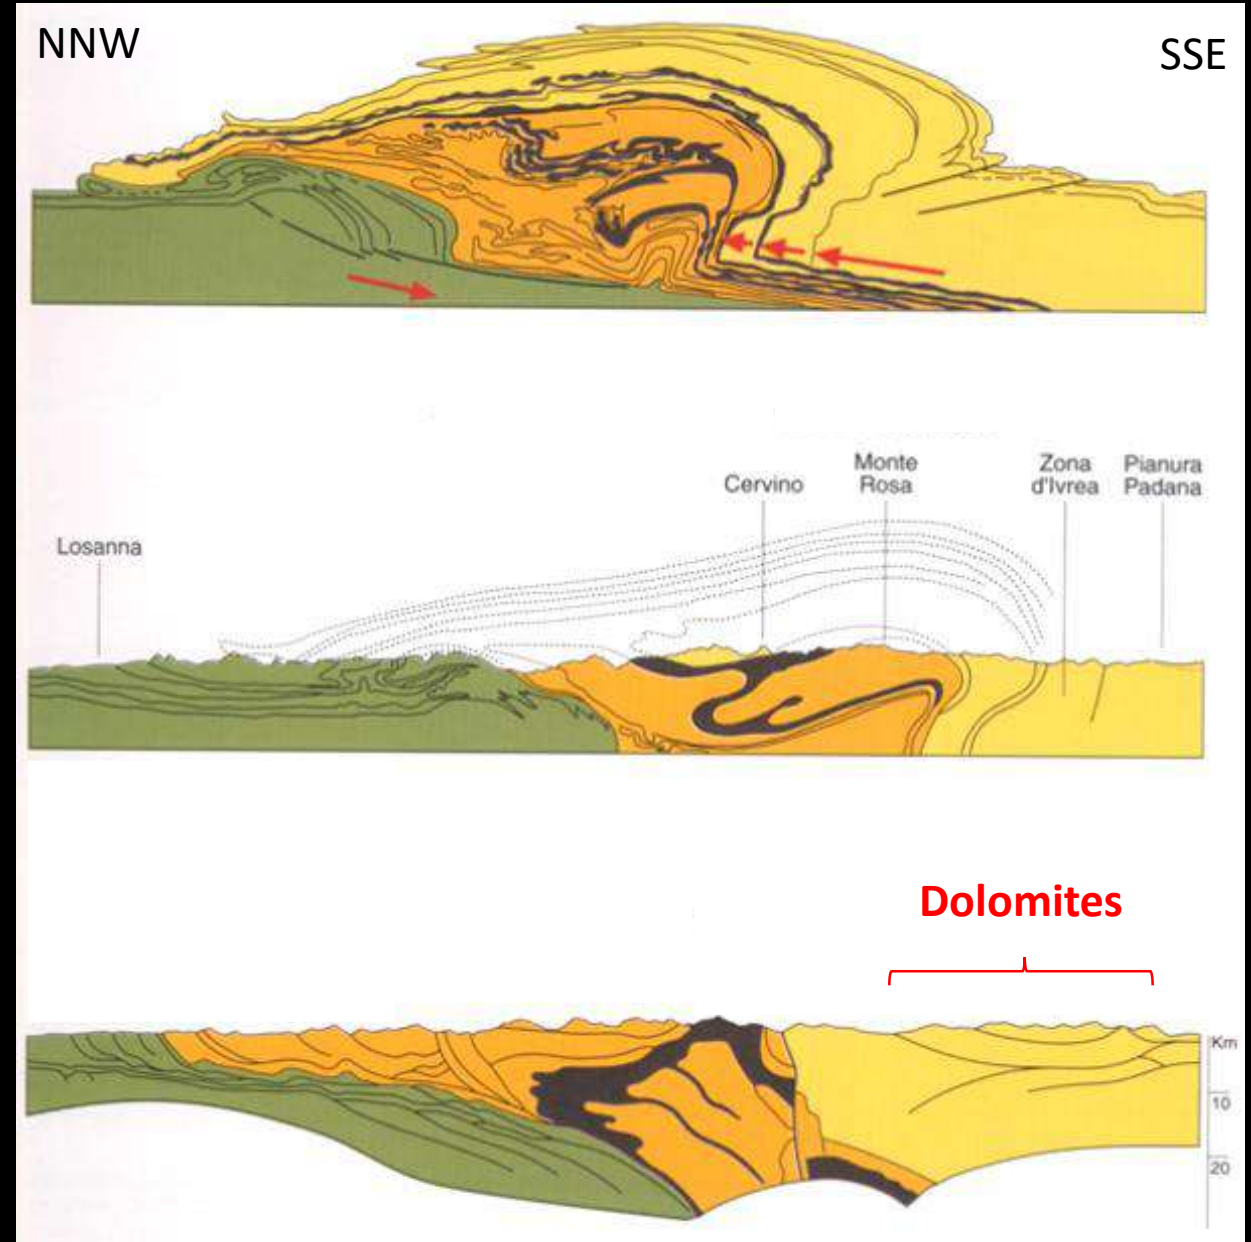 NNW
SSE
Cervino
Monte
Rosa
Zona
d'Ivrea
Pianura
Padana
Losanna
Dolomites
Km
10
20